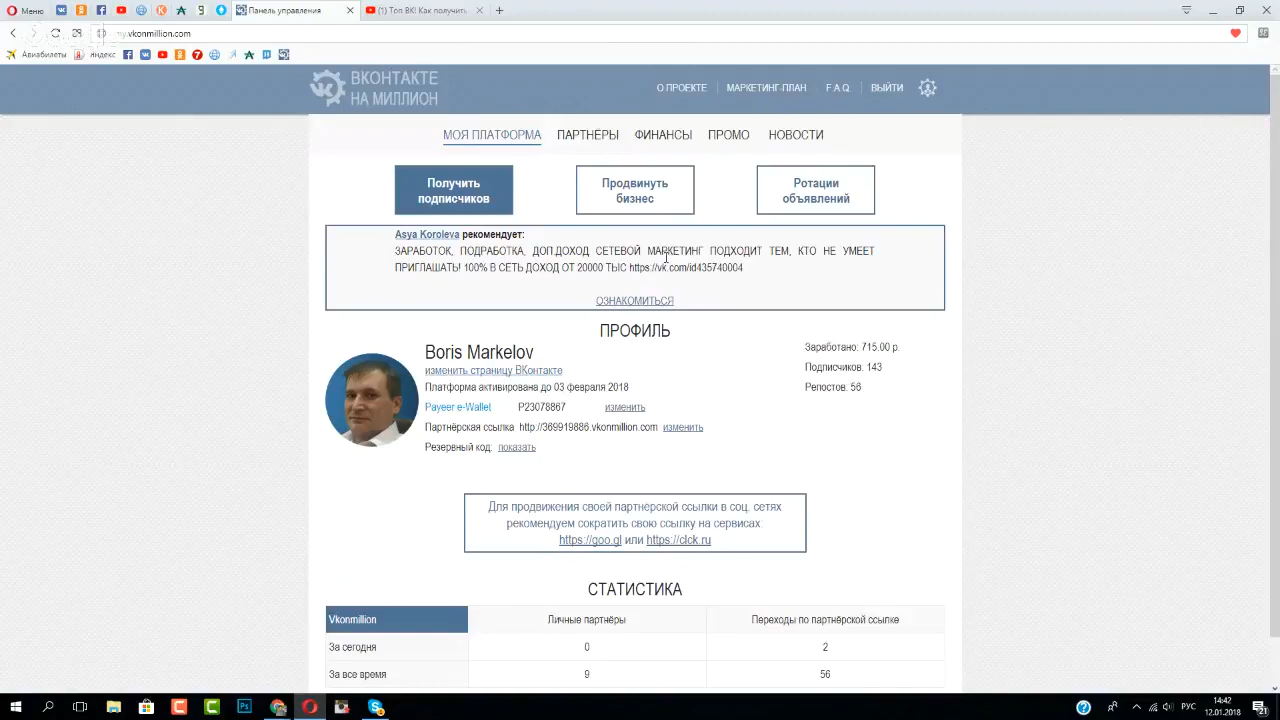 Меню
Панель управления
(1) Топ ВК! Как получить
my.vkonmillion.com
Авиабилеты
Яндекс
ВКОНТАКТЕ
НА МИЛЛИОН
О ПРОЕКТЕ
МАРКЕТИНГ-ПЛАН
F.A.Q.
ВЫЙТИ
МОЯ ПЛАТФОРМА
ПАРТНЁРЫ
ФИНАНСЫ
ПРОМО
НОВОСТИ
Получить
подписчиков
Продвинуть
бизнес
Ротации
объявлений
Asya Koroleva рекомендует:
ЗАРАБОТОК, ПОДРАБОТКА, ДОП.ДОХОД СЕТЕВОЙ МАРКЕТИНГ ПОДХОДИТ ТЕМ, КТО НЕ УМЕЕТ
ПРИГЛАШАТЬ! 100% В СЕТЬ ДОХОД ОТ 20000 ТЫС https://vk.com/id435740004
ОЗНАКОМИТЬСЯ
ПРОФИЛЬ
Boris Markelov
изменить страницу ВКонтакте
Платформа активирована до 03 февраля 2018
Payeer e-Wallet P23078867 изменить
Партнёрская ссылка http://369919886.vkonmillion.com изменить
Резервный код: показать
Заработано: 715.00 р.
Подписчиков: 143
Репостов: 56
Для продвижения своей партнёрской ссылки в соц. сетях
рекомендуем сократить свою ссылку на сервисах:
https://goo.gl или https://clck.ru
СТАТИСТИКА
Vkonmillion Личные партнёры Переходы по партнёрской ссылке
За сегодня 0 2
За все время 9 56
РУС
14:42
12.01.2018
21